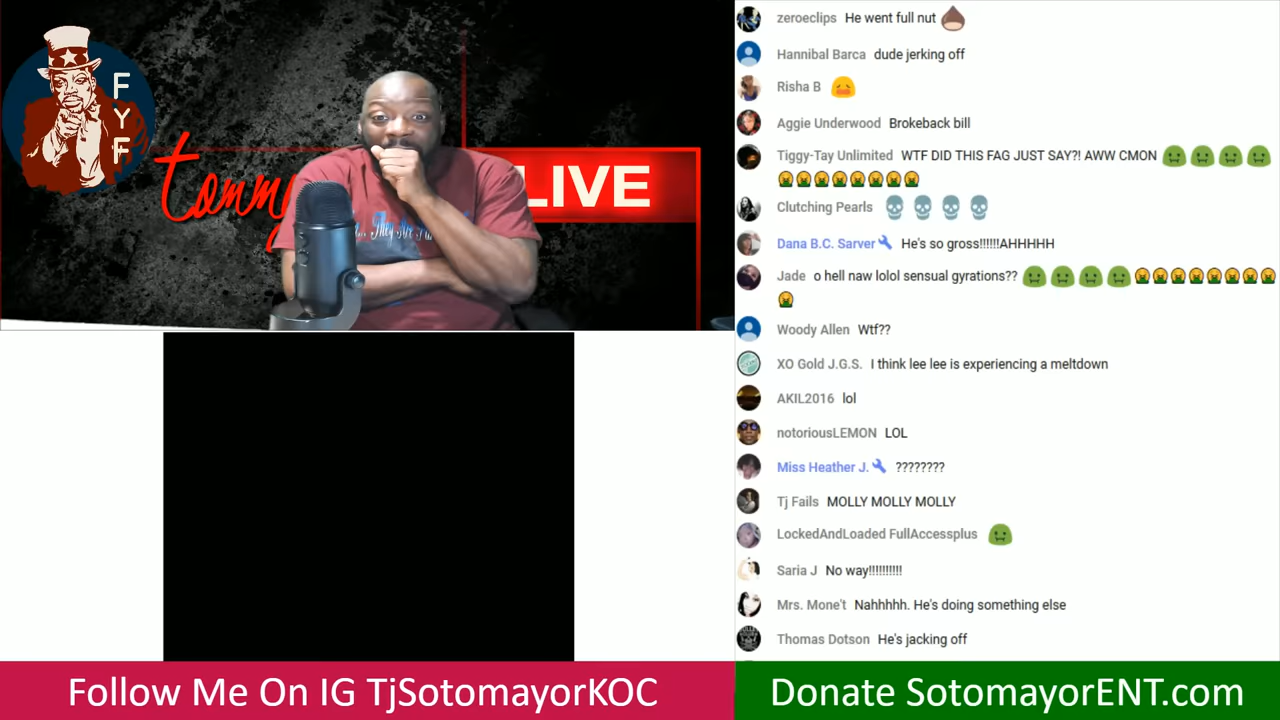 FYF
tommy
LIVE
... They Are
zeroeclips He went full nut
Hannibal Barca dude jerking off
Risha B
Aggie Underwood Brokeback bill
Tiggy-Tay Unlimited WTF DID THIS FAG JUST SAY?! AWW CMON
Clutching Pearls
Dana B.C. Sarver He's so gross!!!!!!AHHHHH
Jade o hell naw lolol sensual gyrations??
Woody Allen Wtf??
XO Gold J.G.S. I think lee lee is experiencing a meltdown
AKIL2016 lol
notoriousLEMON LOL
Miss Heather J. ????????
Tj Fails MOLLY MOLLY MOLLY
LockedAndLoaded FullAccessplus
Saria J No way!!!!!!!!!!
Mrs. Mone't Nahhhhh. He's doing something else
Thomas Dotson He's jacking off
Follow Me On IG TjSotomayorKOC
Donate SotomayorENT.com